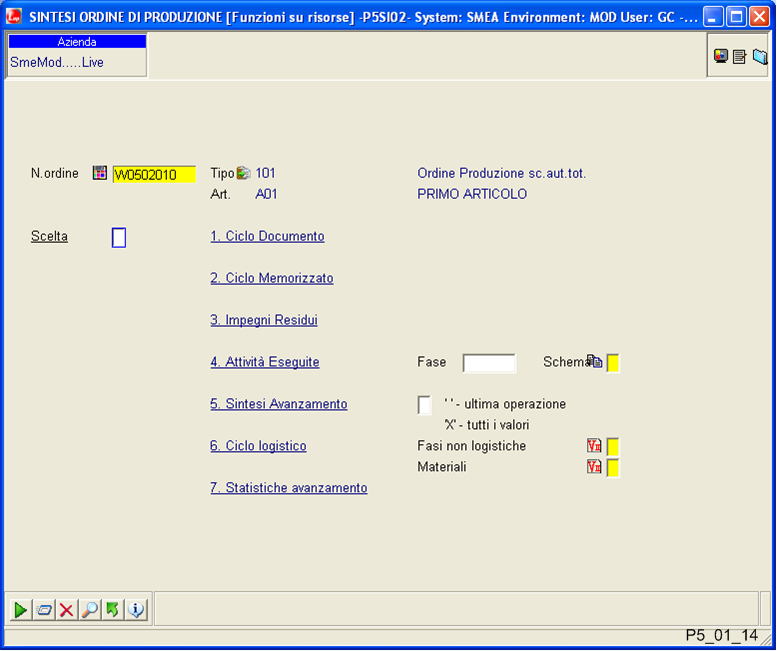 SINTESI ORDINE DI PRODUZIONE [Funzioni su risorse] -P5SI02- System: SMEA Environment: MOD User: GC -...
Azienda
SmeMod.....Live
N.ordine W0502010 Tipo 101 Ordine Produzione sc.aut.tot.
Art. A01 PRIMO ARTICOLO
Scelta 1. Ciclo Documento
2. Ciclo Memorizzato
3. Impegni Residui
4. Attività Eseguite Fase Schema
5. Sintesi Avanzamento ' ' - ultima operazione
'X' - tutti i valori
6. Ciclo logistico Fasi non logistiche
Materiali
7. Statistiche avanzamento
P5_01_14